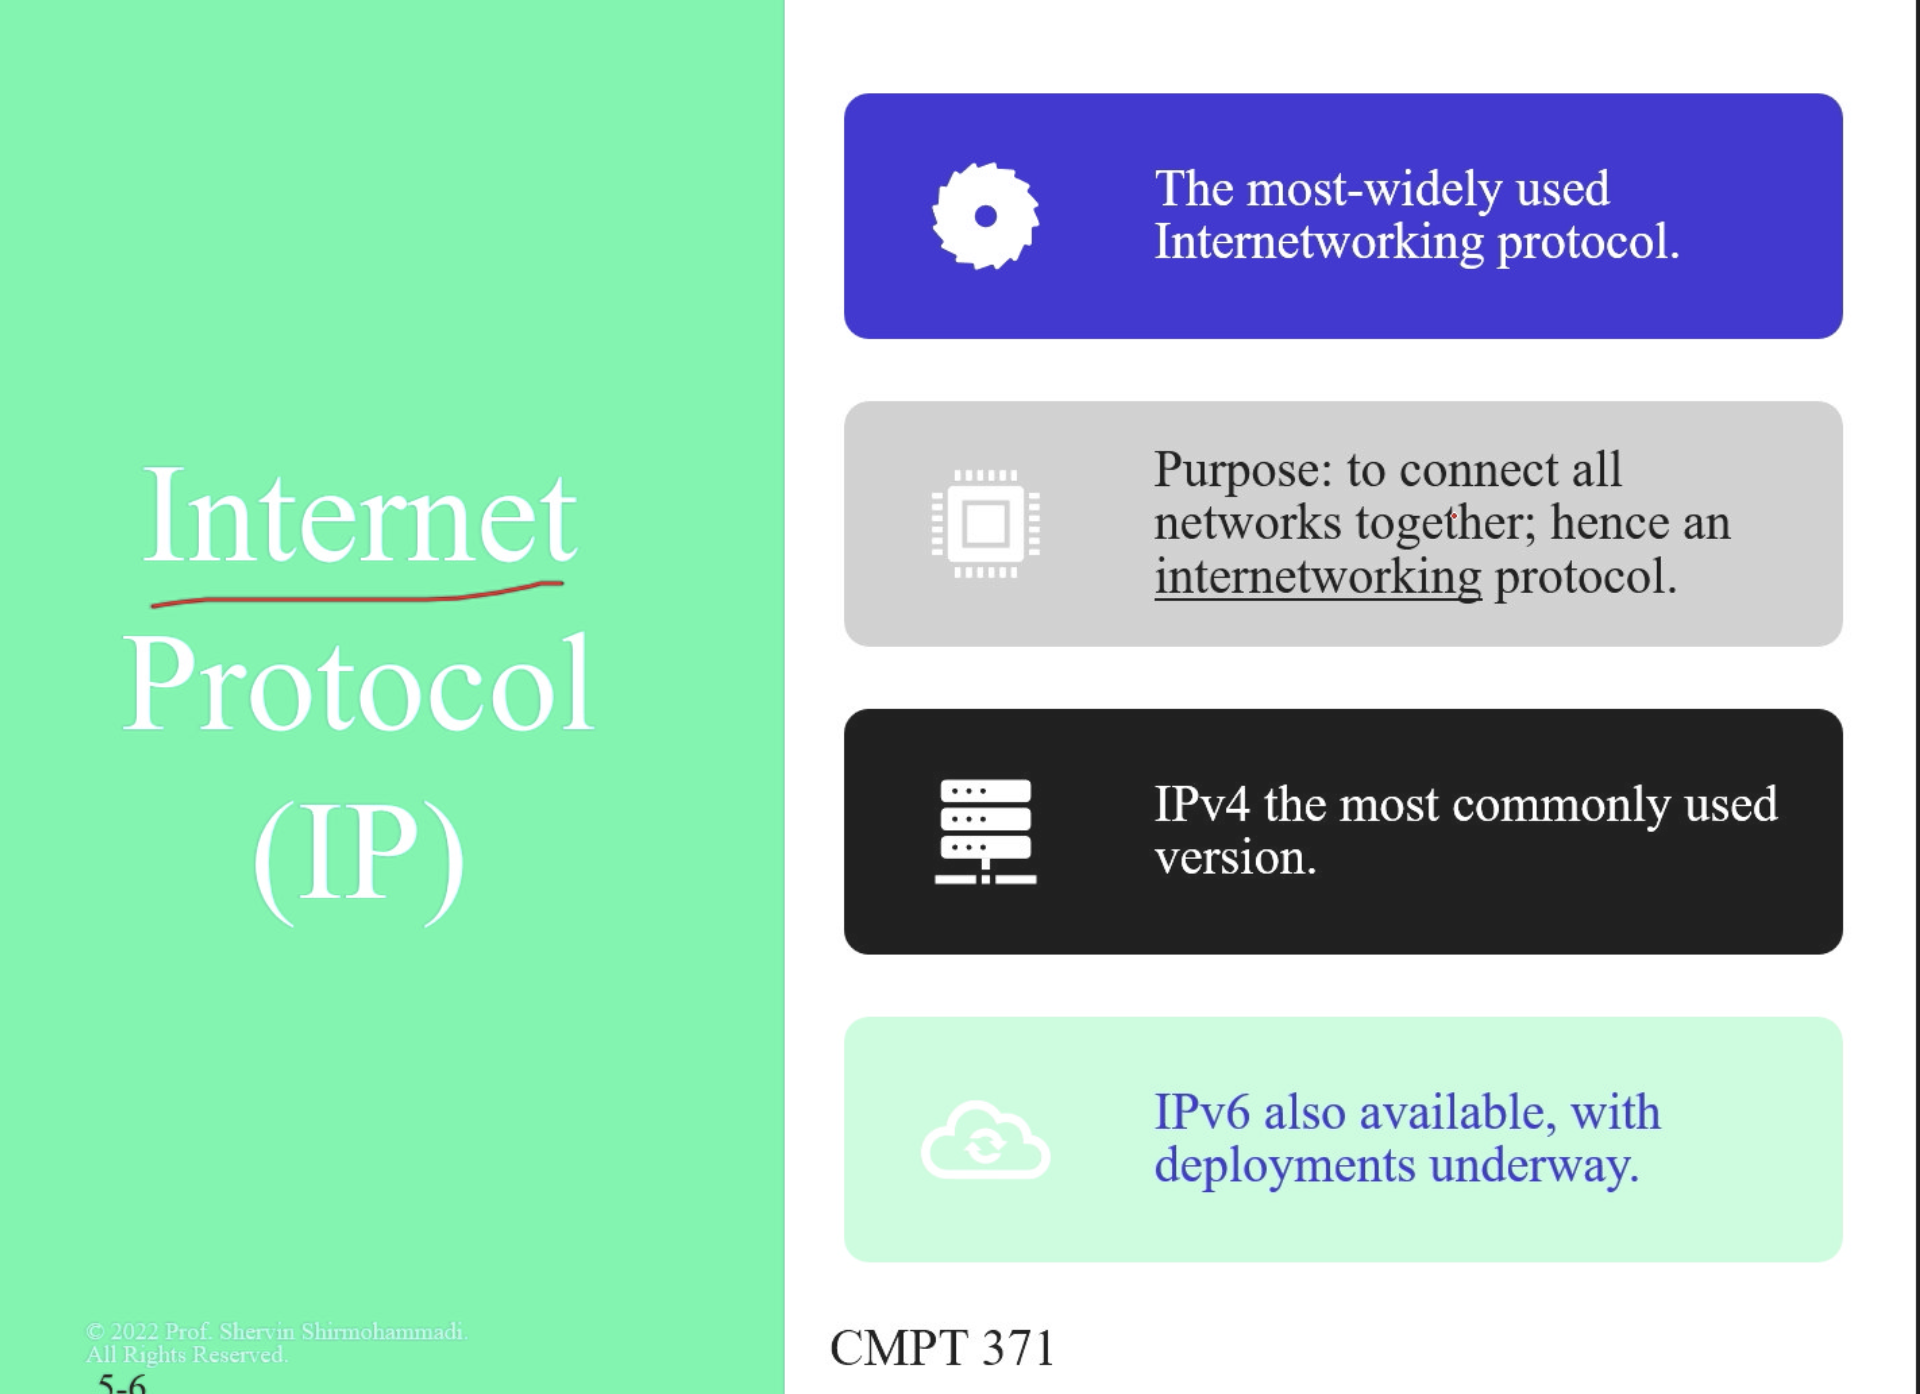 Internet
Protocol
(IP)
The most-widely used
Internetworking protocol.
Purpose: to connect all
networks together; hence an
internetworking protocol.
IPv4 the most commonly used
version.
IPv6 also available, with
deployments underway.
© 2022 Prof. Shervin Shirmohammadi.
All Rights Reserved.
5-6
CMPT 371